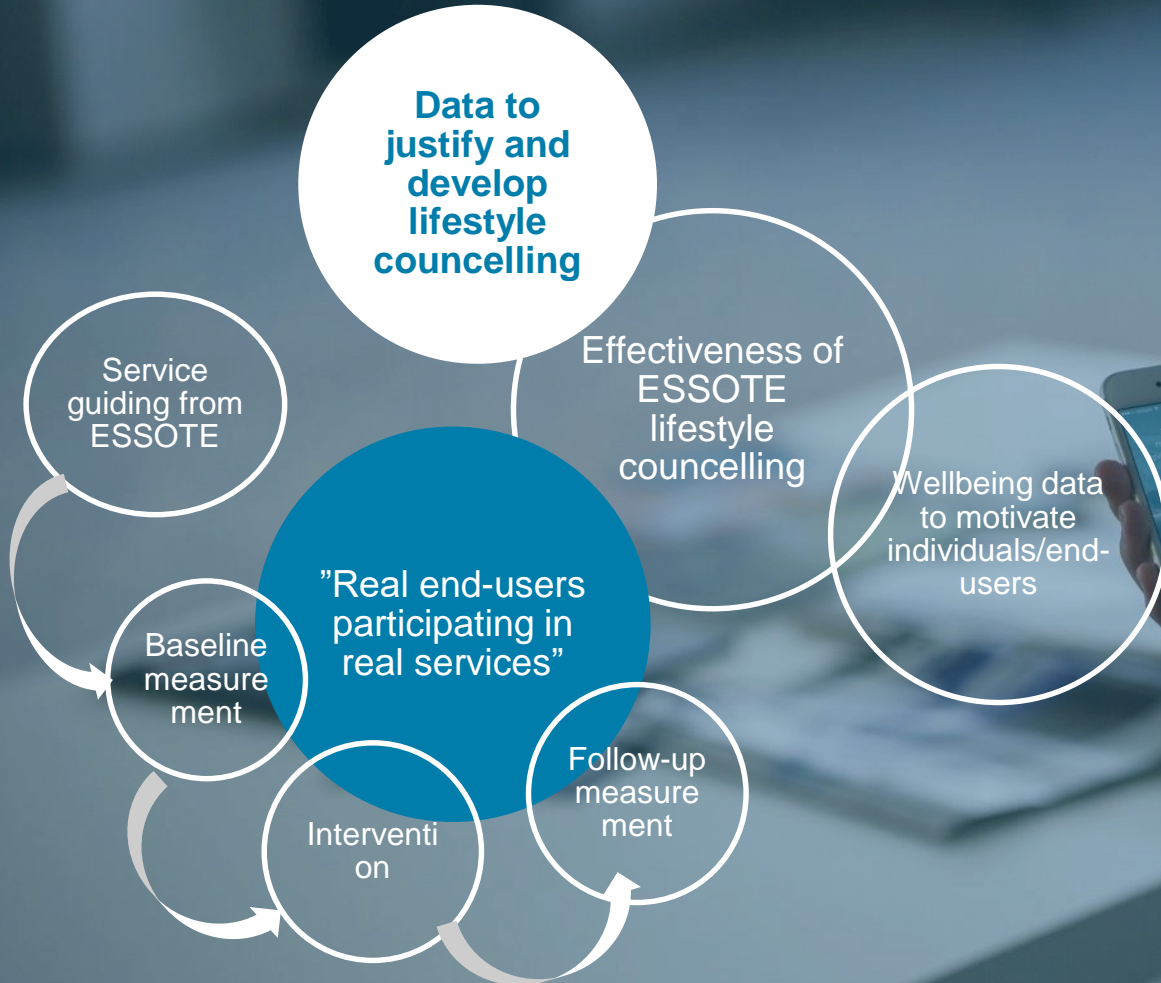 Data to
justify and
develop
lifestyle
councelling
Effectiveness of
ESSOTE
lifestyle
councelling
Wellbeing data
to motivate
individuals/end-
users
Service
guiding from
ESSOTE
”Real end-users
participating in
real services”
Baseline
measure
ment
Interventi
on
Follow-up
measure
ment